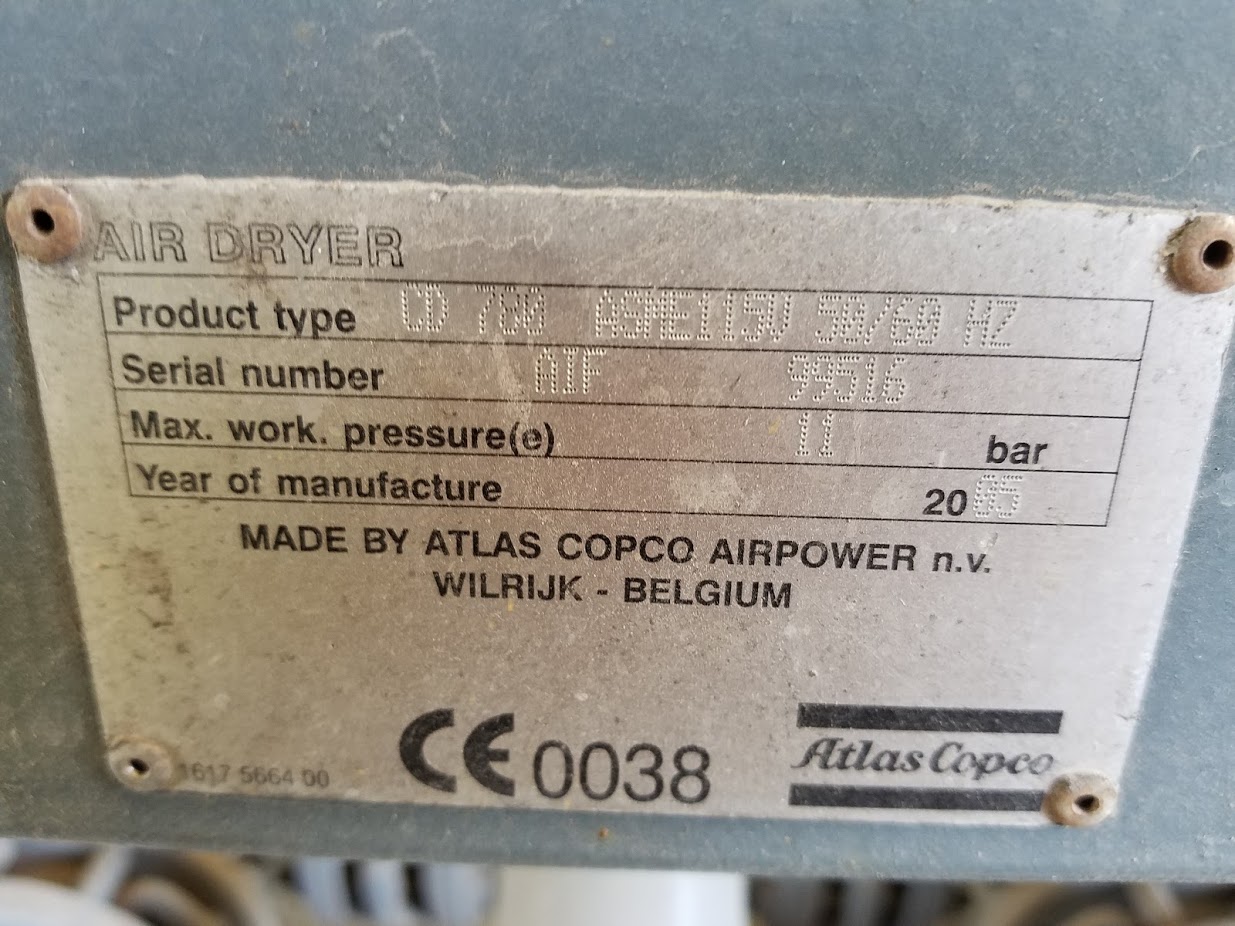 AIR DRYER
Product type CD 780 ASME115V 50/60 HZ
Serial number AIF 99516
Max. work. pressure(e) 11 bar
Year of manufacture 2005
MADE BY ATLAS COPCO AIRPOWER n.v.
WILRIJK - BELGIUM
1617 5664 00
CE 0038
Atlas Copco